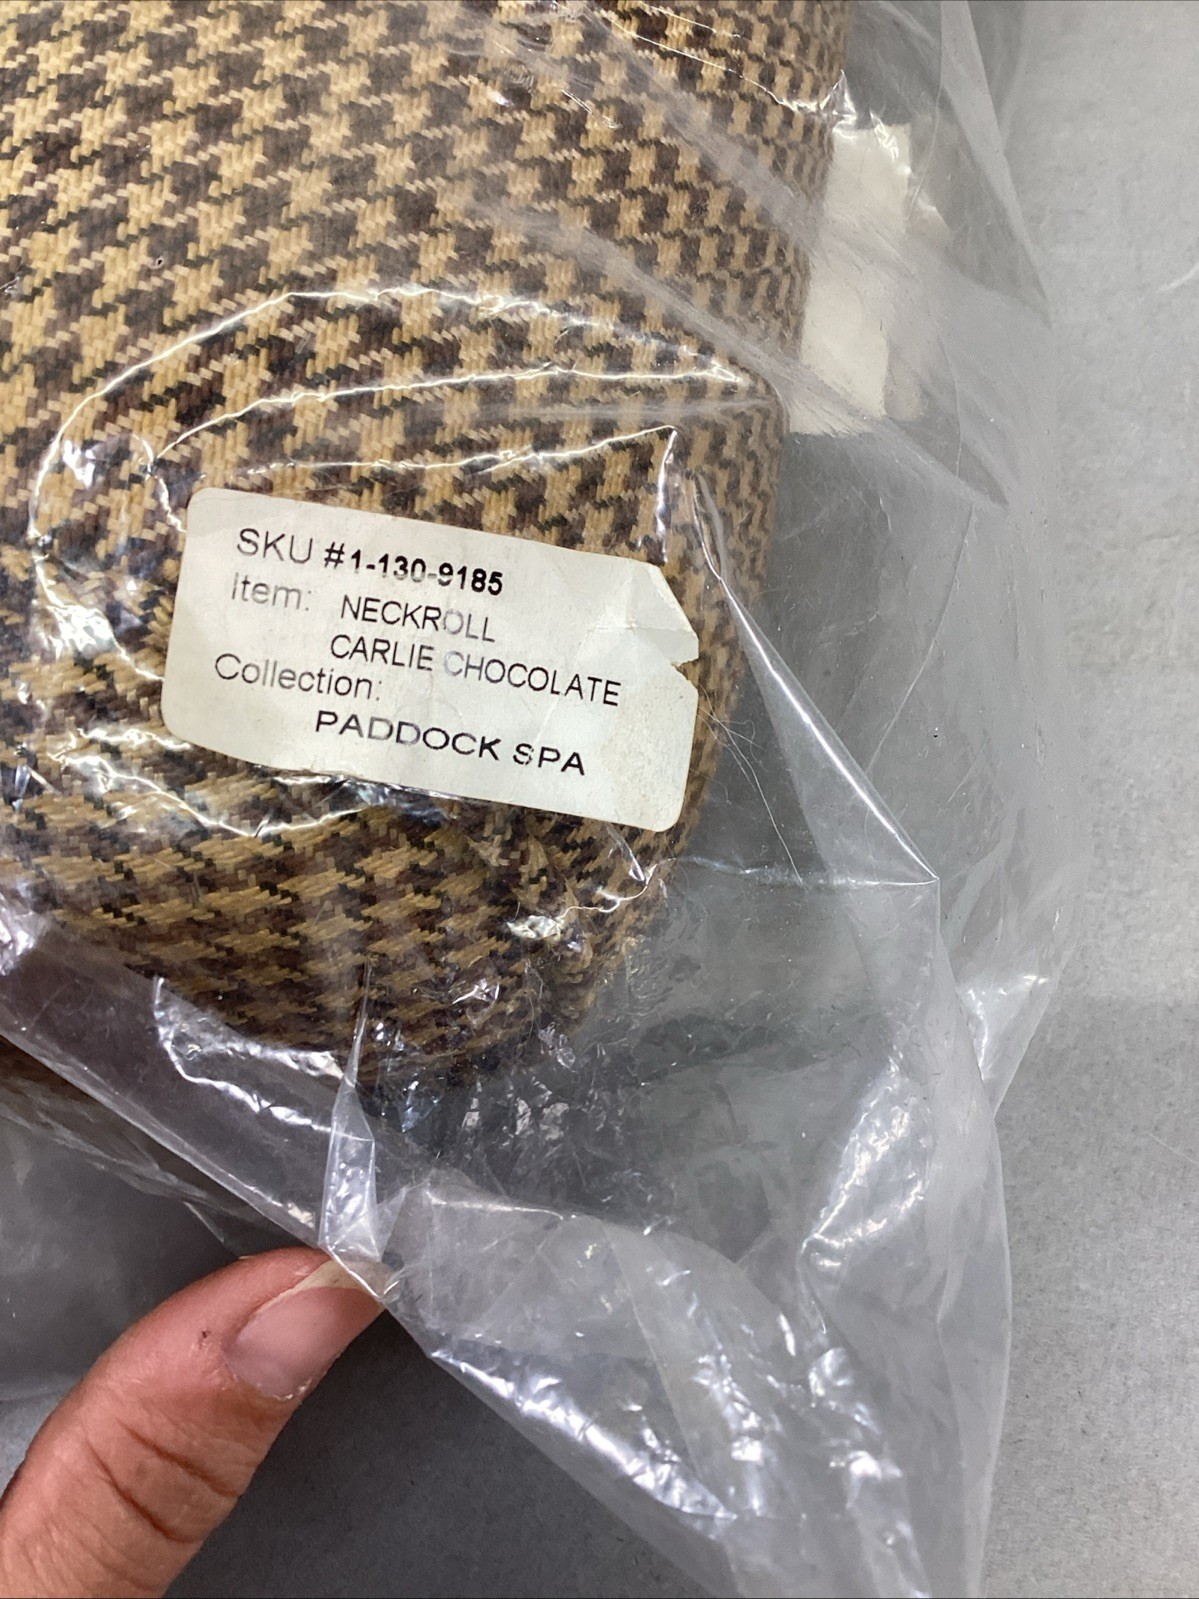 SKU #1-130-9185
Item: NECKROLL
CARLIE CHOCOLATE
Collection:
PADDOCK SPA